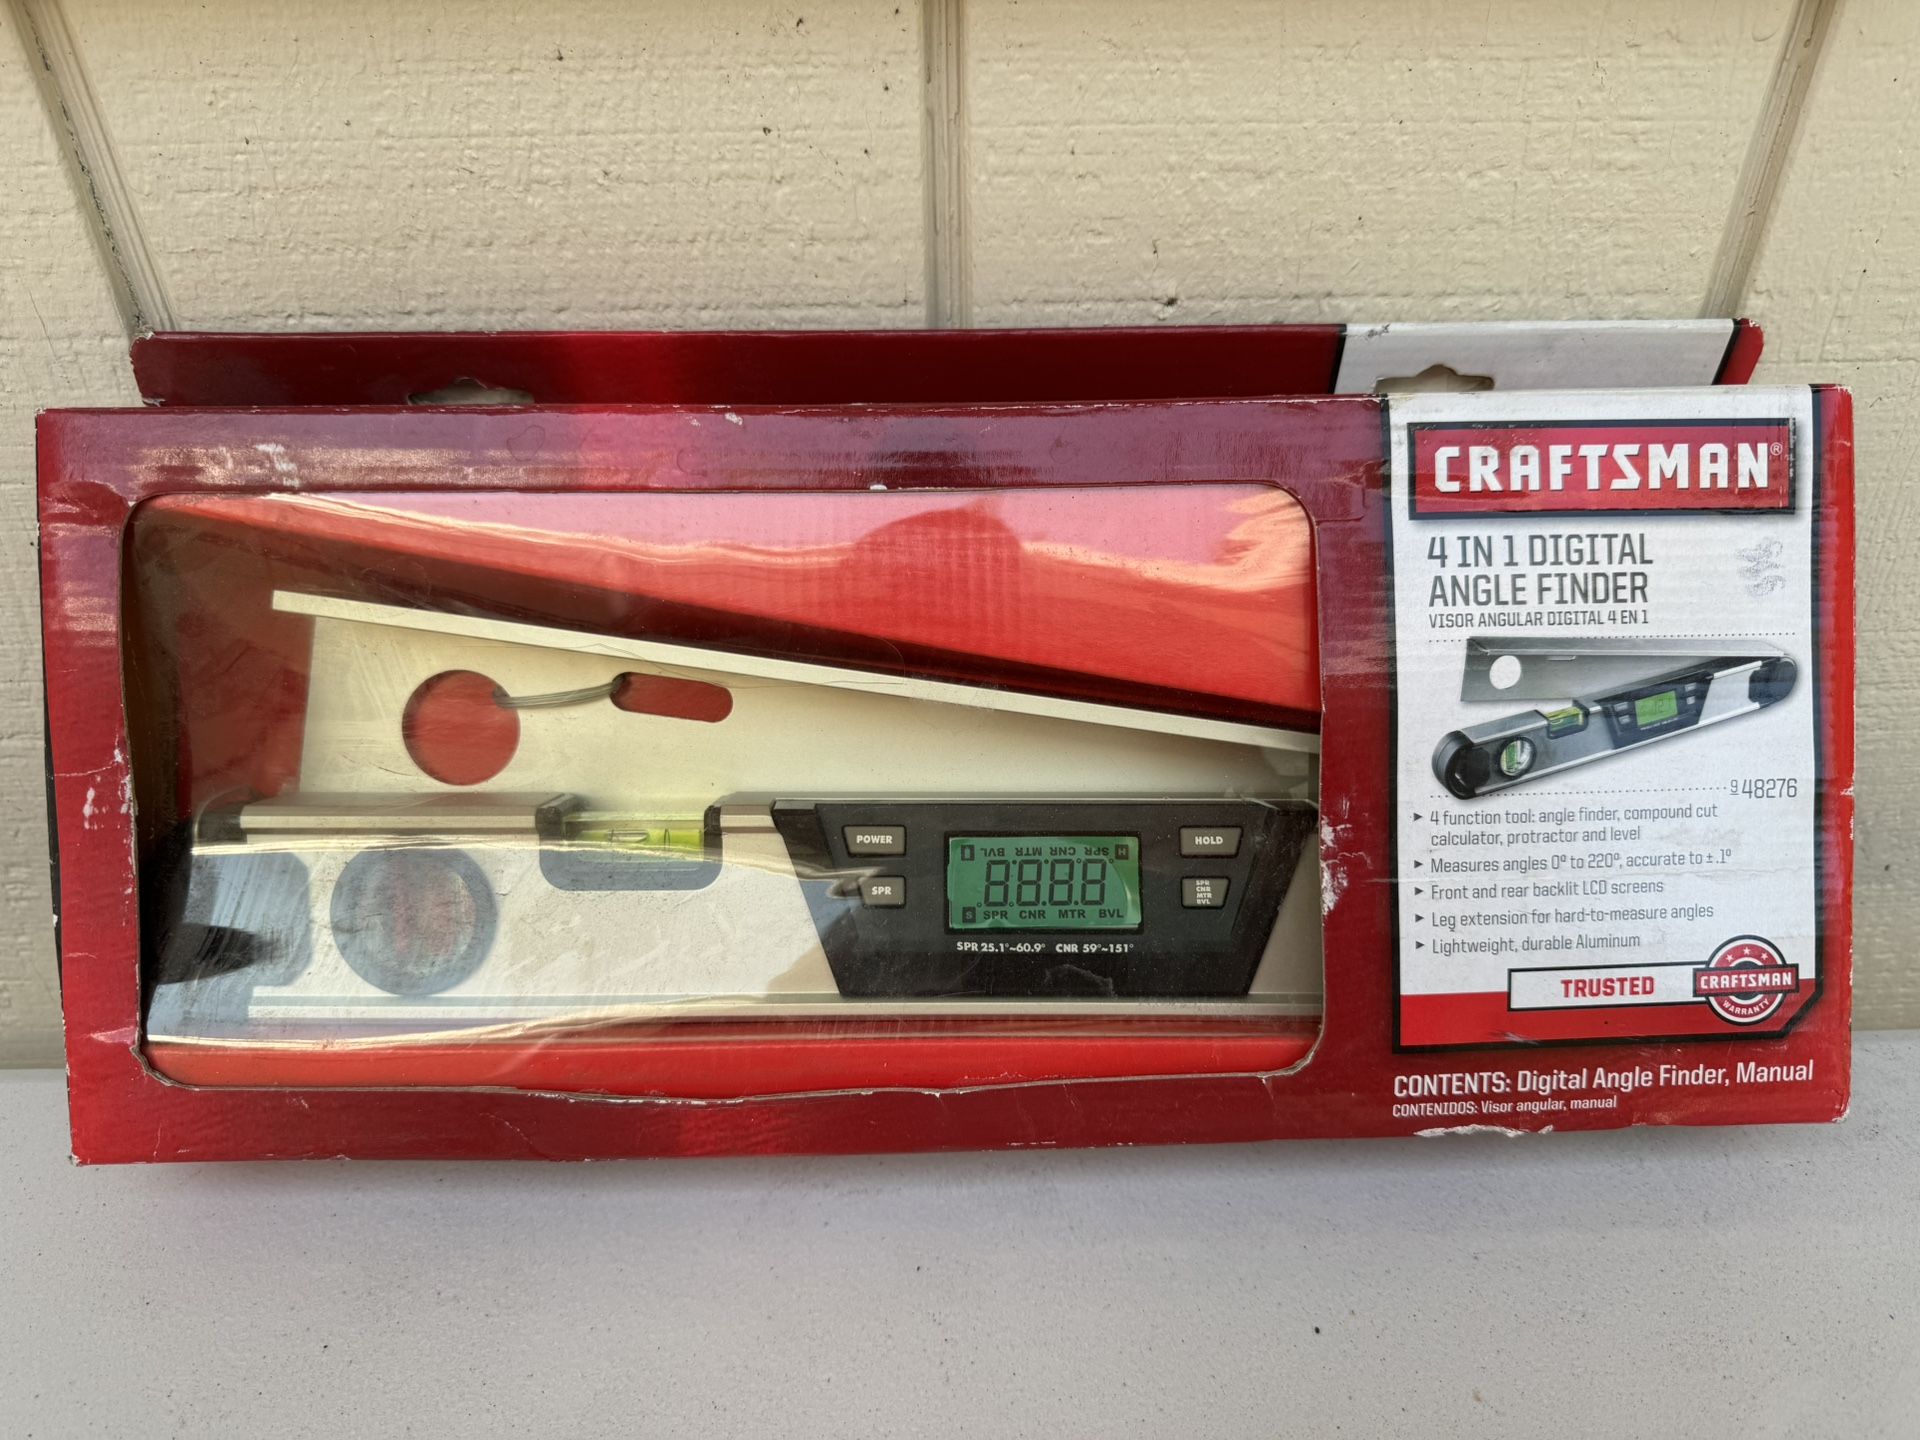 CRAFTSMAN®
4 IN 1 DIGITAL
ANGLE FINDER
VISOR ANGULAR DIGITAL 4 EN 1
9 48276
▸ 4 function tool: angle finder, compound cut
calculator, protractor and level
▸ Measures angles 0º to 220º, accurate to ±.1º
▸ Front and rear backlit LCD screens
▸ Leg extension for hard-to-measure angles
▸ Lightweight, durable Aluminum
TRUSTED
CRAFTSMAN
WARRANTY
CONTENTS: Digital Angle Finder, Manual
CONTENIDOS: Visor angular, manual
POWER
HOLD
SPR
SPR
CNR
MTR
BVL
H SPR CNR MTR BVL
8.8.8.8°
S SPR CNR MTR BVL
SPR 25.1°~60.9° CNR 59°~151°